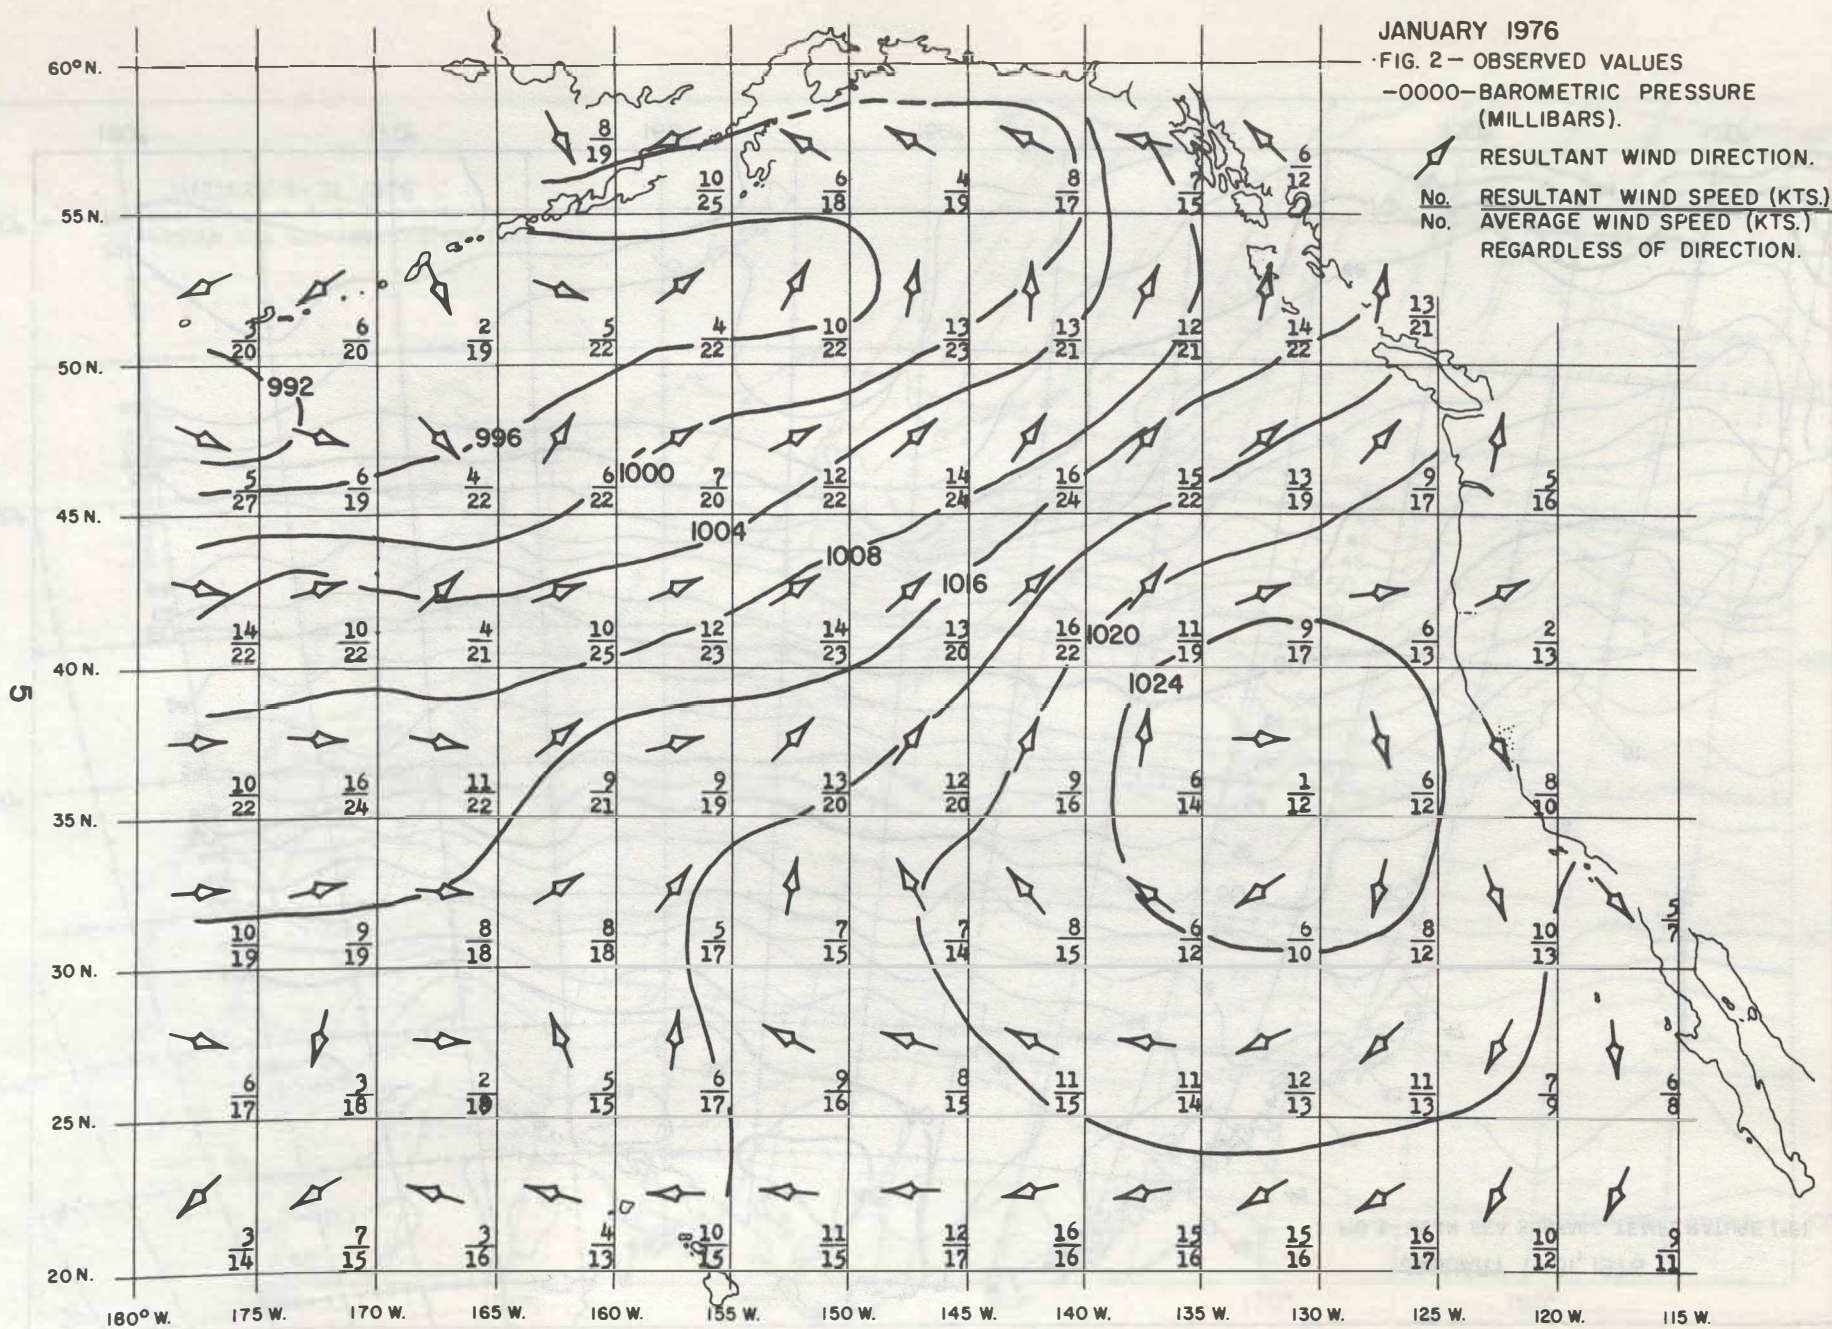 JANUARY 1976
FIG. 2 – OBSERVED VALUES
–0000– BAROMETRIC PRESSURE
(MILLIBARS).
RESULTANT WIND DIRECTION.
No. RESULTANT WIND SPEED (KTS.)
No. AVERAGE WIND SPEED (KTS.)
REGARDLESS OF DIRECTION.
60° N.
8
19
10 6 4 8 7 6
25 18 19 17 15 12
55 N.
3 6 2 5 4 10 13 13 12 14 13
20 20 19 22 22 22 23 21 21 22 21
50 N.
992
996
1000
5 6 4 6 7 12 14 16 15 13 9 5
27 19 22 22 20 22 24 24 22 19 17 16
45 N.
1004
1008
1016
1020
14 10 4 10 12 14 13 16 11 9 6 2
22 22 21 25 23 23 20 22 19 17 13 13
40 N.
1024
10 16 11 9 9 13 12 9 6 1 6 8
22 24 22 21 19 20 20 16 14 12 12 10
35 N.
10 9 8 8 5 7 7 8 6 6 8 10 5
19 19 18 18 17 15 14 15 12 10 12 13 7
30 N.
6 3 2 5 6 9 8 11 11 12 11 7 6
17 18 15 17 16 15 15 14 13 13 9 8
25 N.
3 7 3 4 10 11 12 16 15 15 16 10 9
14 15 16 13 15 15 17 16 16 16 17 12 11
20 N.
180° W. 175 W. 170 W. 165 W. 160 W. 155 W. 150 W. 145 W. 140 W. 135 W. 130 W. 125 W. 120 W. 115 W.
5